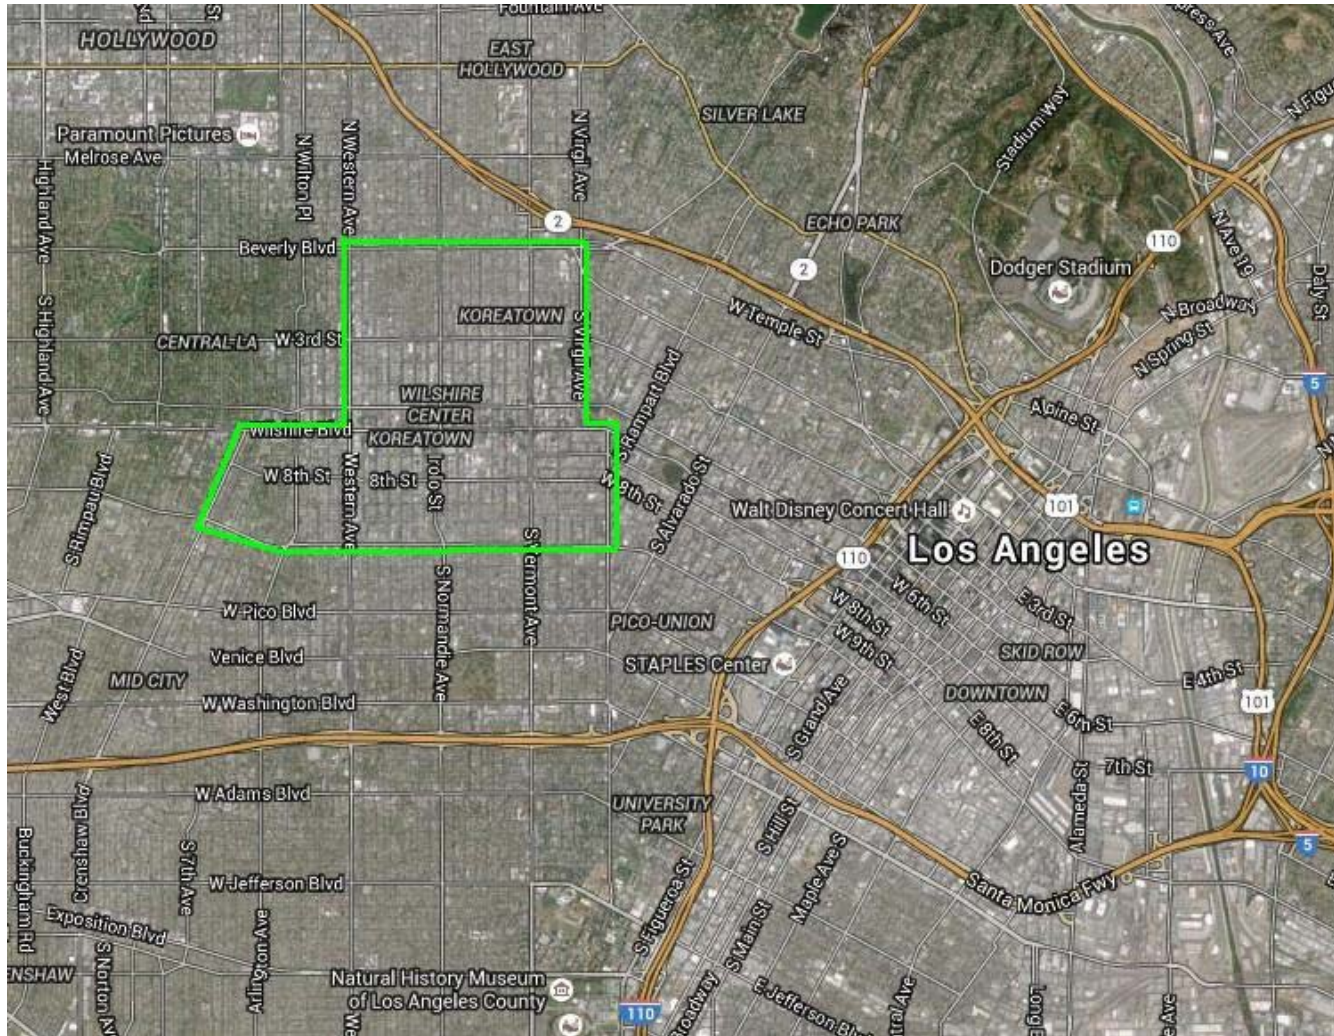 Fountain Ave
HOLLYWOOD
EAST
HOLLYWOOD
SILVER LAKE
Stadium Way
N Figu
Paramount Pictures
Melrose Ave
Highland Ave
N Wilton Pl
N Western Ave
N Virgil Ave
ECHO PARK
2
110
N Ave 19
Beverly Blvd
2
Dodger Stadium
Daly St
S Highland Ave
KOREATOWN
S Virgil Ave
W Temple St
N Broadway
N Spring St
CENTRAL LA
W 3rd St
5
WILSHIRE
CENTER
KOREATOWN
S Rampart Blvd
Alpine St
Wilshire Blvd
S Rimpau Blvd
W 8th St
8th St
Western Ave
Irolo St
W 8th St
S Alvarado St
Walt Disney Concert Hall
101
Los Angeles
110
S Vermont Ave
W 6th St
W 8th St
W 9th St
E 3rd St
S Normandie Ave
W Pico Blvd
PICO-UNION
Venice Blvd
STAPLES Center
SKID ROW
MID CITY
West Blvd
E 4th St
W Washington Blvd
DOWNTOWN
S Grand Ave
E 6th St
E 8th St
101
7th St
10
W Adams Blvd
UNIVERSITY
PARK
S Hill St
Alameda St
5
Crenshaw Blvd
Buckingham Rd
S 7th Ave
W Jefferson Blvd
S Figueroa St
Maple Ave
Santa Monica Fwy
Exposition Blvd
Arlington Ave
S Main St
ENSHAW
S Norton Av
Natural History Museum
of Los Angeles County
110
Broadway
E Jefferson Blvd